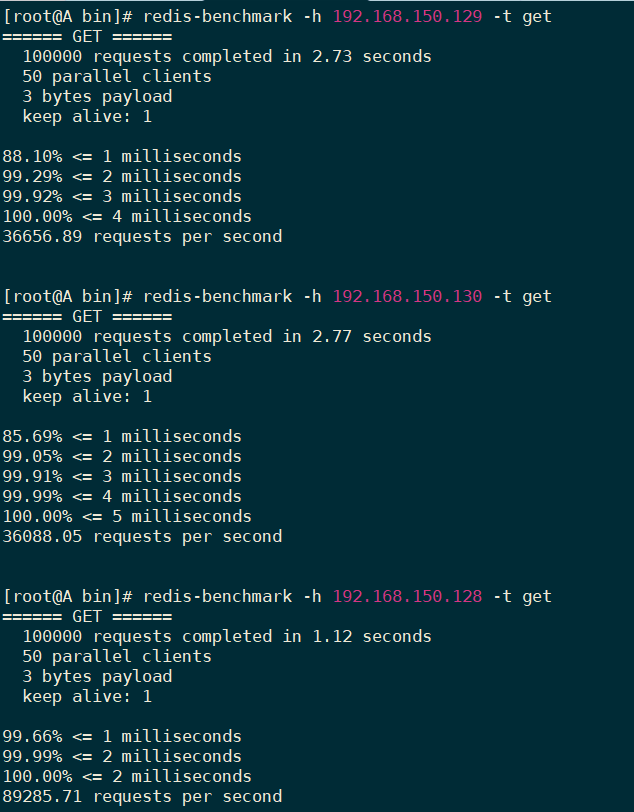 [root@A bin]# redis-benchmark -h 192.168.150.129 -t get
====== GET ======
  100000 requests completed in 2.73 seconds
  50 parallel clients
  3 bytes payload
  keep alive: 1

88.10% <= 1 milliseconds
99.29% <= 2 milliseconds
99.92% <= 3 milliseconds
100.00% <= 4 milliseconds
36656.89 requests per second


[root@A bin]# redis-benchmark -h 192.168.150.130 -t get
====== GET ======
  100000 requests completed in 2.77 seconds
  50 parallel clients
  3 bytes payload
  keep alive: 1

85.69% <= 1 milliseconds
99.05% <= 2 milliseconds
99.91% <= 3 milliseconds
99.99% <= 4 milliseconds
100.00% <= 5 milliseconds
36088.05 requests per second


[root@A bin]# redis-benchmark -h 192.168.150.128 -t get
====== GET ======
  100000 requests completed in 1.12 seconds
  50 parallel clients
  3 bytes payload
  keep alive: 1

99.66% <= 1 milliseconds
99.99% <= 2 milliseconds
100.00% <= 2 milliseconds
89285.71 requests per second